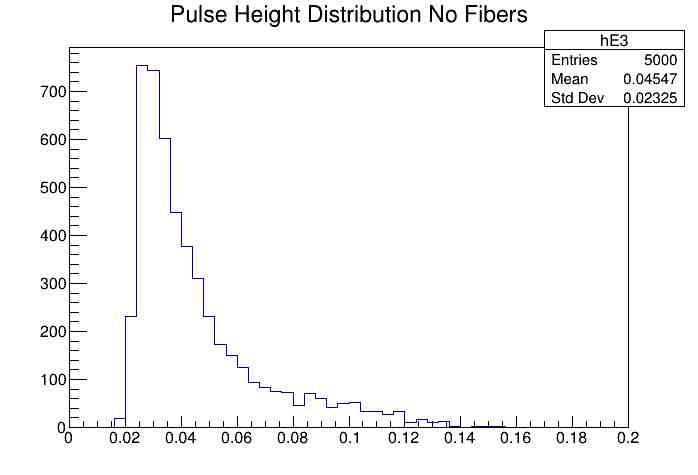 Pulse Height Distribution No Fibers
hE3
Entries 5000
Mean 0.04547
Std Dev 0.02325
700
600
500
400
300
200
100
0
0 0.02 0.04 0.06 0.08 0.1 0.12 0.14 0.16 0.18 0.2